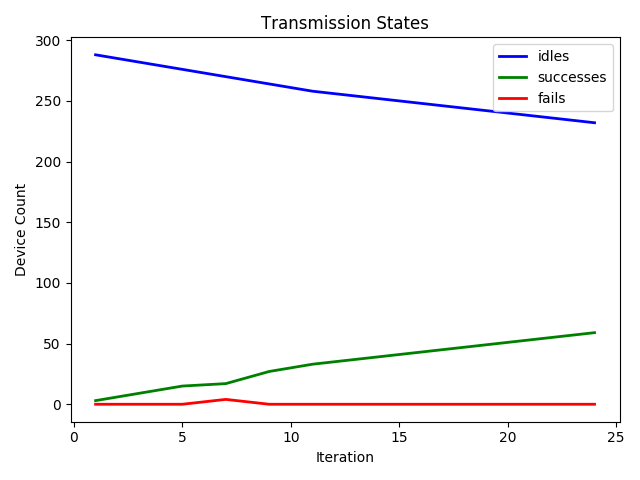 Transmission States
300
250
200
150
100
50
0
Device Count
idles
successes
fails
0 5 10 15 20 25
Iteration